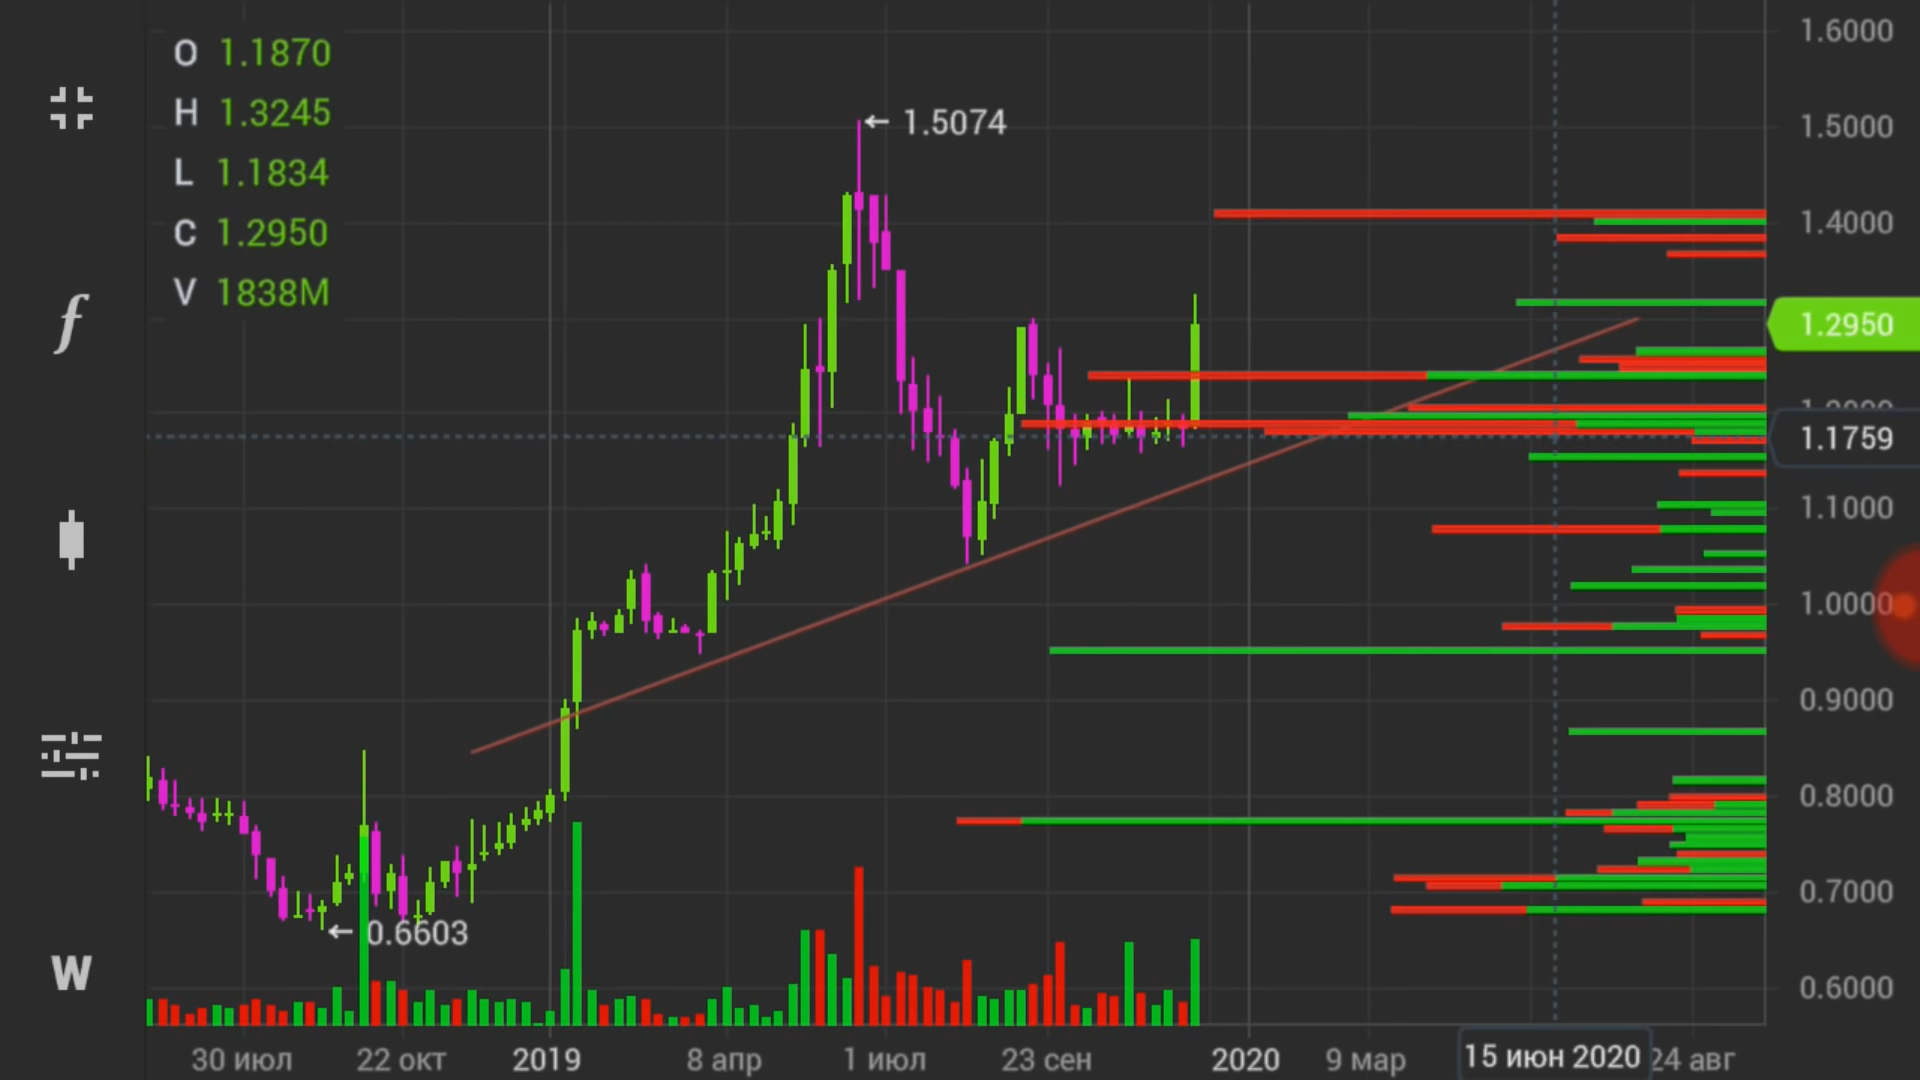 O 1.1870
H 1.3245
L 1.1834
C 1.2950
V 1838M
← 1.5074
← 0.6603
1.6000
1.5000
1.4000
1.2950
1.1759
1.1000
1.0000
0.9000
0.8000
0.7000
0.6000
f
W
30 июл 22 окт 2019 8 апр 1 июл 23 сен 2020 9 мар 15 июн 2020 24 авг